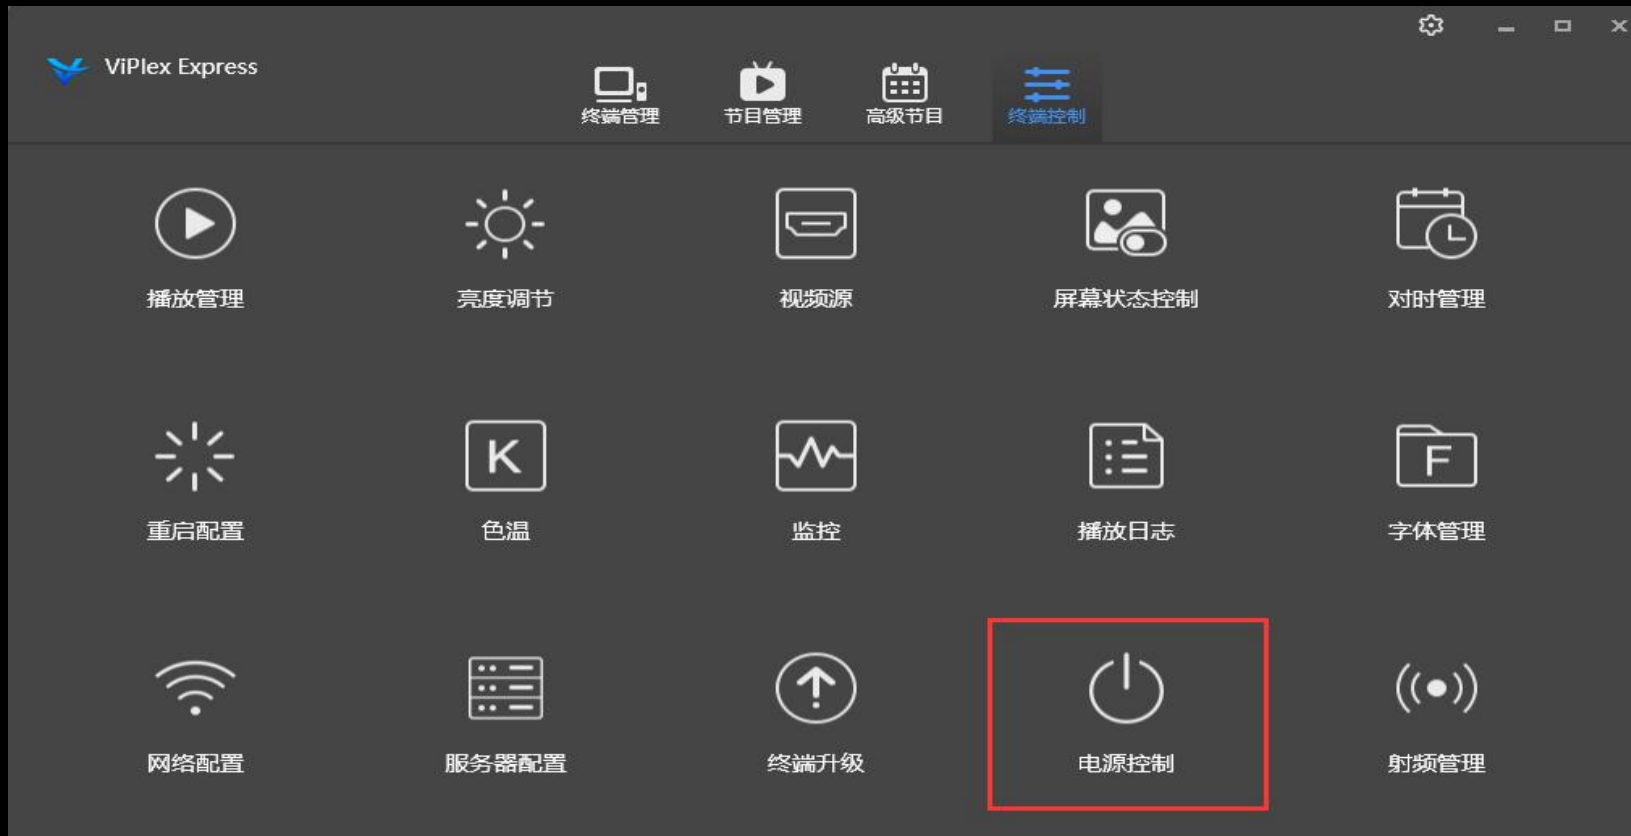 ViPlex Express
终端管理
节目管理
高级节目
终端控制
播放管理
亮度调节
视频源
屏幕状态控制
对时管理
K
F
重启配置
色温
监控
播放日志
字体管理
网络配置
服务器配置
终端升级
电源控制
射频管理